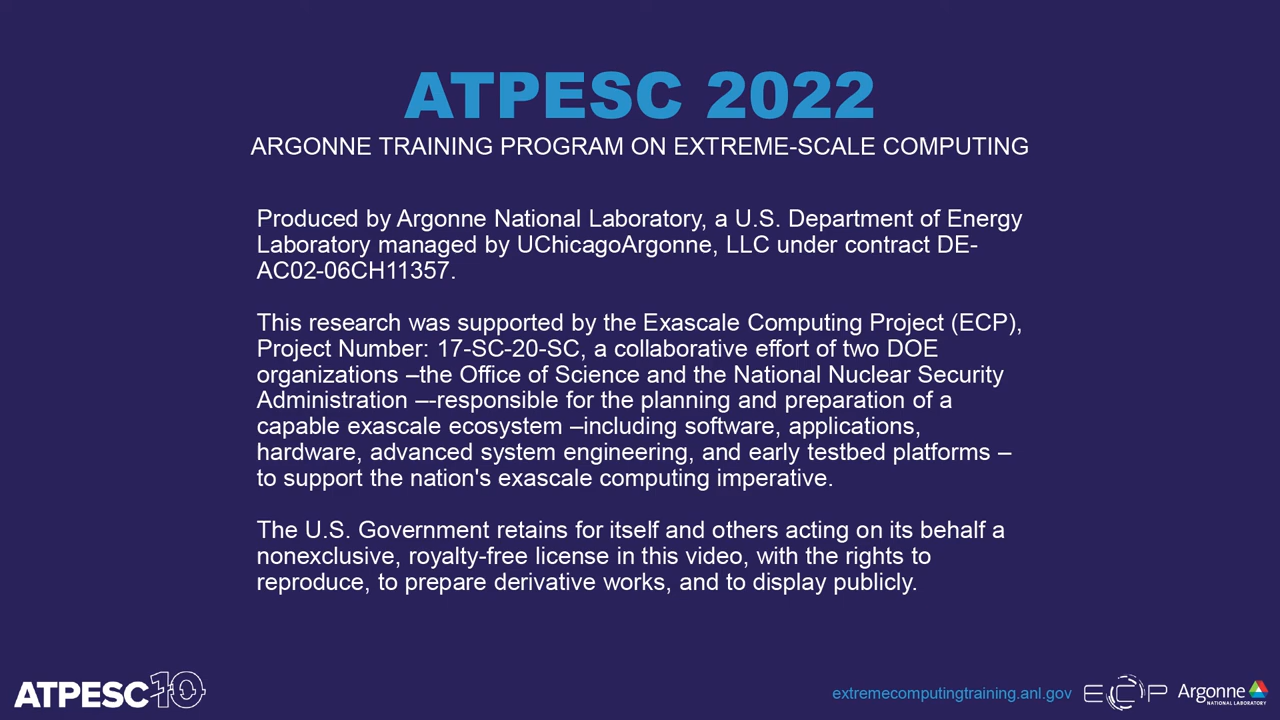 ATPESC 2022
ARGONNE TRAINING PROGRAM ON EXTREME-SCALE COMPUTING
Produced by Argonne National Laboratory, a U.S. Department of Energy
Laboratory managed by UChicagoArgonne, LLC under contract DE-
AC02-06CH11357.
This research was supported by the Exascale Computing Project (ECP),
Project Number: 17-SC-20-SC, a collaborative effort of two DOE
organizations –the Office of Science and the National Nuclear Security
Administration –-responsible for the planning and preparation of a
capable exascale ecosystem –including software, applications,
hardware, advanced system engineering, and early testbed platforms –
to support the nation's exascale computing imperative.
The U.S. Government retains for itself and others acting on its behalf a
nonexclusive, royalty-free license in this video, with the rights to
reproduce, to prepare derivative works, and to display publicly.
ATPESC10
extremecomputingtraining.anl.gov
ECP
Argonne
NATIONAL LABORATORY